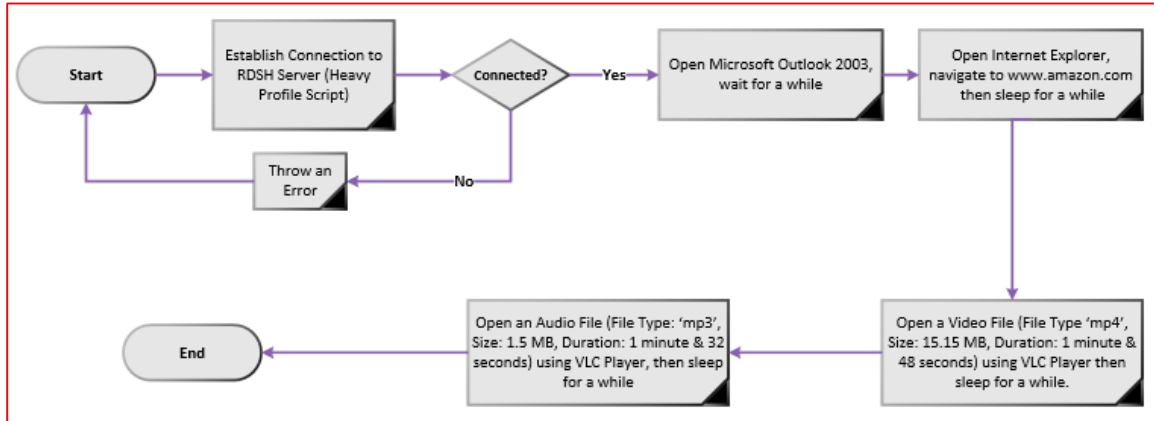 Start
Establish Connection to
RDSH Server (Heavy
Profile Script)
Connected?
Yes
Open Microsoft Outlook 2003,
wait for a while
Open Internet Explorer,
navigate to www.amazon.com
then sleep for a while
No
Throw an
Error
Open a Video File (File Type ‘mp4’,
Size: 15.15 MB, Duration: 1 minute &
48 seconds) using VLC Player then
sleep for a while.
Open an Audio File (File Type: ‘mp3’,
Size: 1.5 MB, Duration: 1 minute & 32
seconds) using VLC Player, then sleep
for a while
End